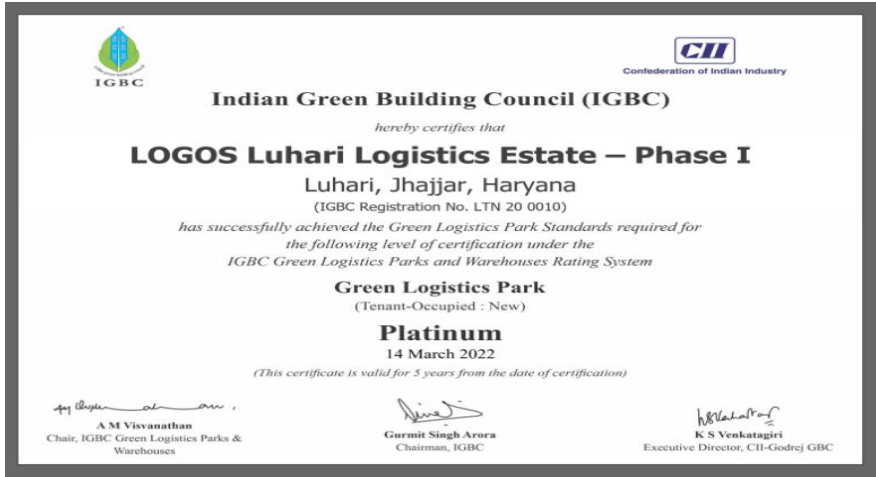 IGBC
CII
Confederation of Indian Industry
Indian Green Building Council (IGBC)
hereby certifies that
LOGOS Luhari Logistics Estate – Phase I
Luhari, Jhajjar, Haryana
(IGBC Registration No. LTN 20 0010)
has successfully achieved the Green Logistics Park Standards required for
the following level of certification under the
IGBC Green Logistics Parks and Warehouses Rating System
Green Logistics Park
(Tenant-Occupied : New)
Platinum
14 March 2022
(This certificate is valid for 5 years from the date of certification)
A M Visvanathan
Chair, IGBC Green Logistics Parks &
Warehouses
Gurmit Singh Arora
Chairman, IGBC
K S Venkatagiri
Executive Director, CII-Godrej GBC